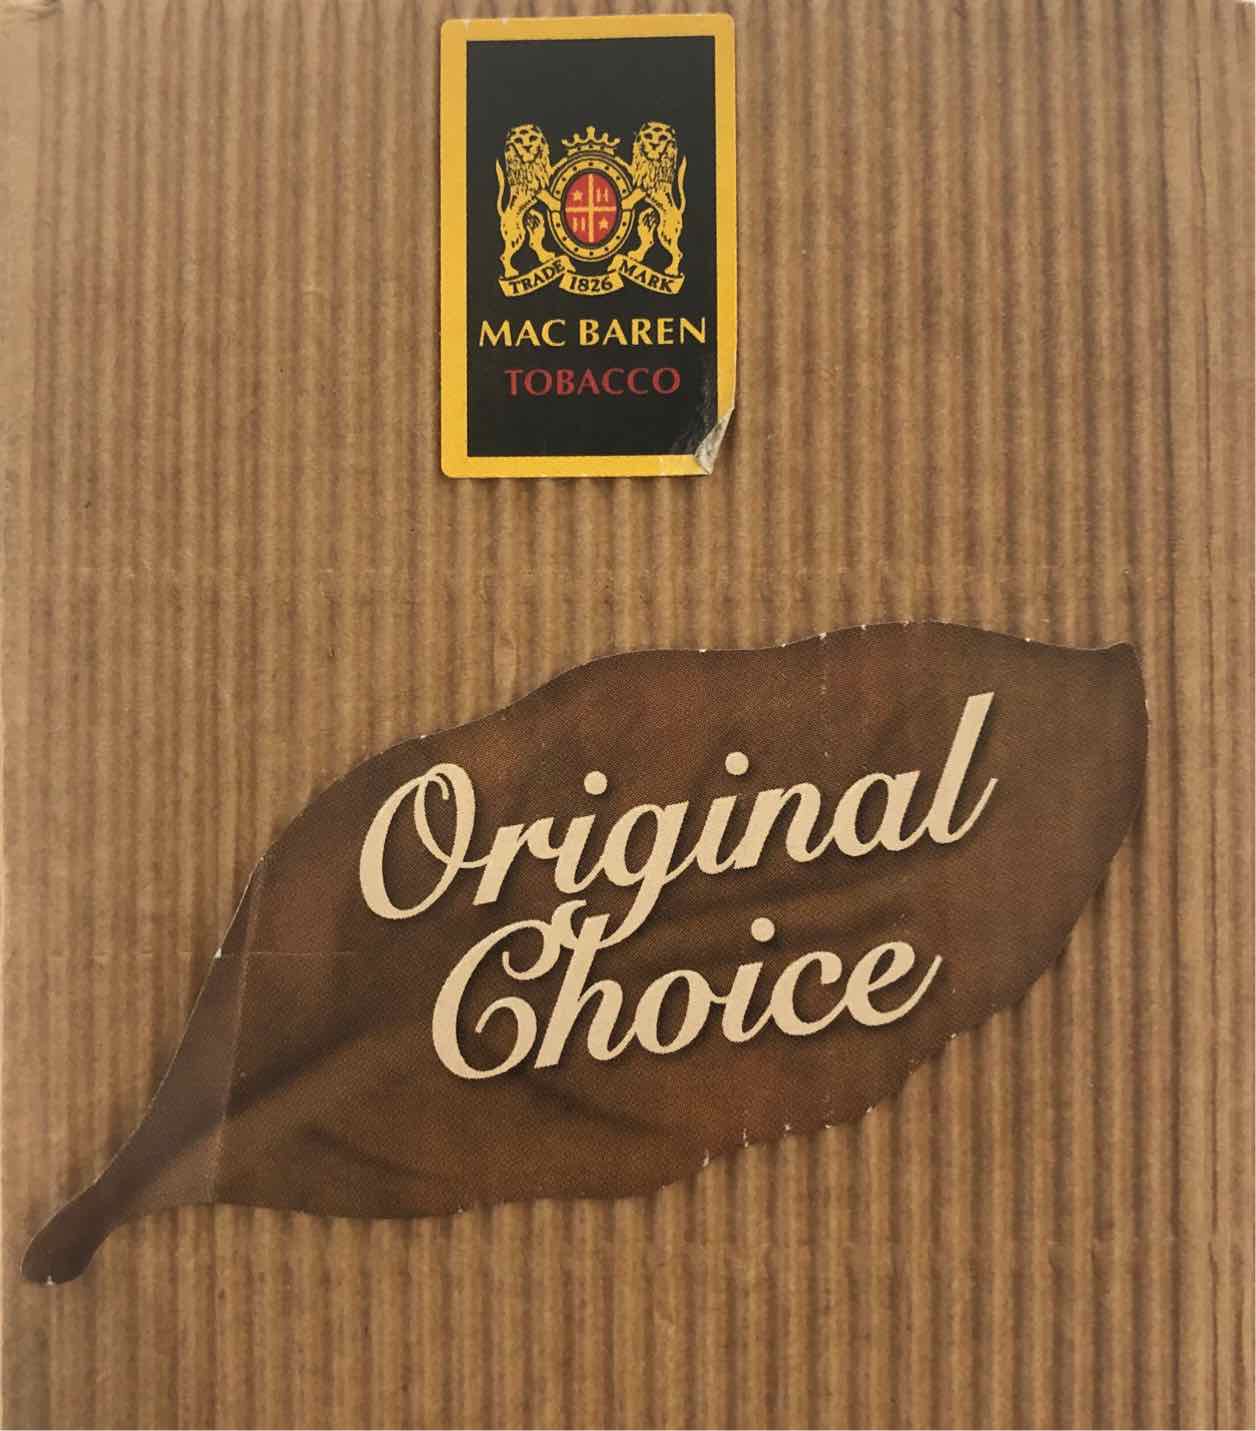 TRADE 1826 MARK
MAC BAREN
TOBACCO
Original
Choice